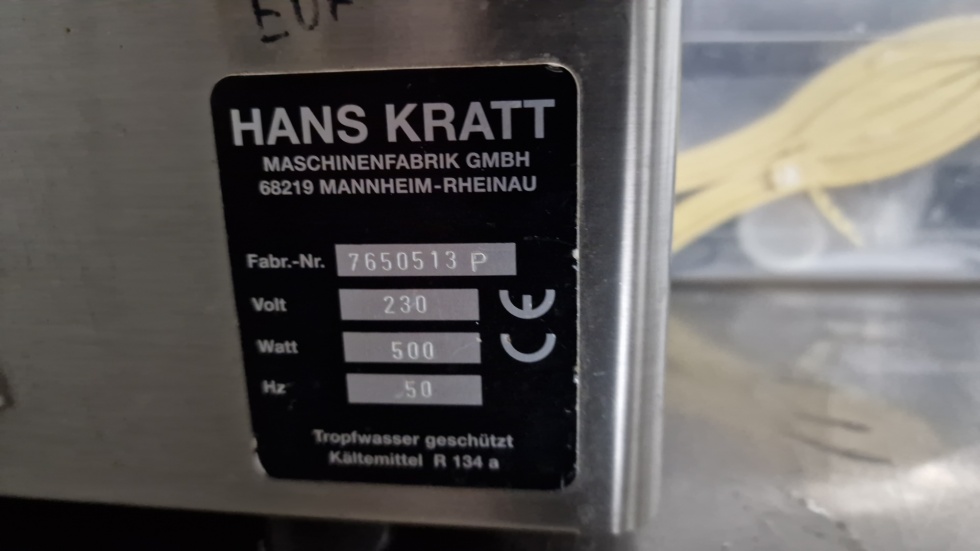 HANS KRATT
MASCHINENFABRIK GMBH
68219 MANNHEIM-RHEINAU
Fabr.-Nr. 7650513 P
Volt 230
Watt 500
Hz 50
CE
Tropfwasser geschützt
Kältemittel R 134 a